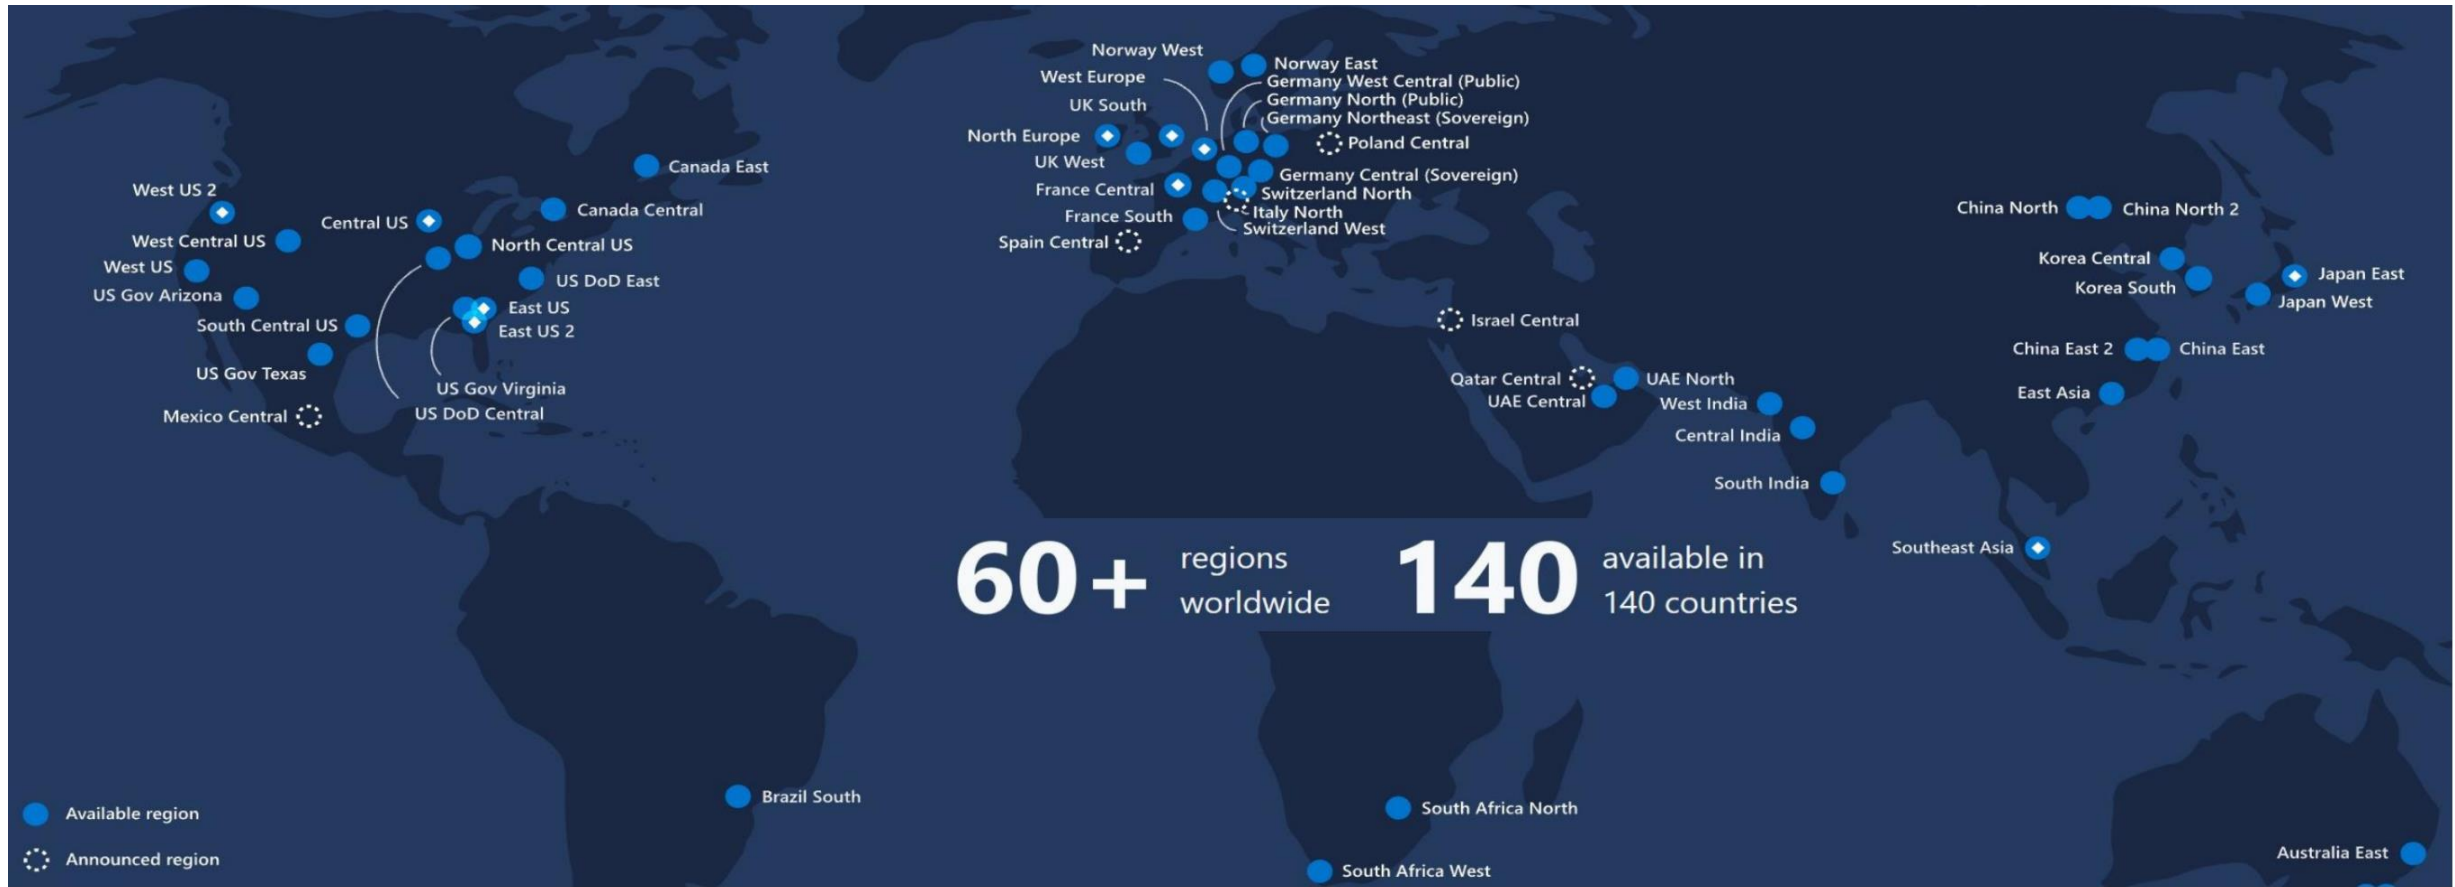 Norway West
Norway East
West Europe
Germany West Central (Public)
UK South
Germany North (Public)
Germany Northeast (Sovereign)
North Europe
Poland Central
UK West
Germany Central (Sovereign)
France Central
Switzerland North
France South
Italy North
Switzerland West
Spain Central
Canada East
West US 2
Canada Central
Central US
West Central US
North Central US
West US
US DoD East
US Gov Arizona
East US
South Central US
East US 2
US Gov Texas
US Gov Virginia
Mexico Central
US DoD Central
Israel Central
Qatar Central
UAE North
UAE Central
West India
Central India
South India
China North
China North 2
Korea Central
Japan East
Korea South
Japan West
China East 2
China East
East Asia
Southeast Asia
60+
regions
worldwide
140
available in
140 countries
Brazil South
South Africa North
South Africa West
Australia East
Available region
Announced region